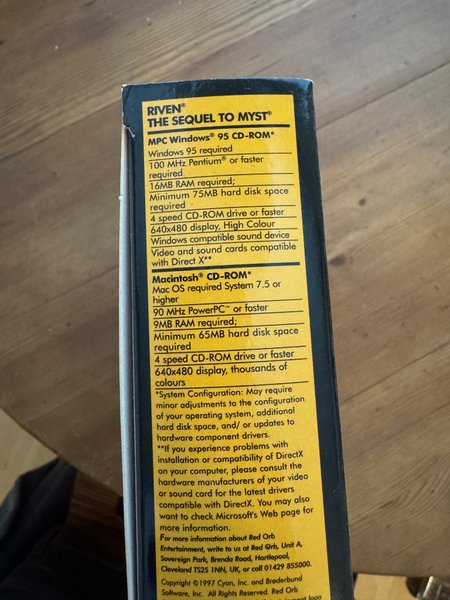 RIVEN®
THE SEQUEL TO MYST®
MPC Windows® 95 CD-ROM*
Windows 95 required
100 MHz Pentium® or faster
required
16MB RAM required;
Minimum 75MB hard disk space
required
4 speed CD-ROM drive or faster
640x480 display, High Colour
Windows compatible sound device
Video and sound cards compatible
with Direct X**
Macintosh® CD-ROM*
Mac OS required System 7.5 or
higher
90 MHz PowerPC™ or faster
9MB RAM required;
Minimum 65MB hard disk space
required
4 speed CD-ROM drive or faster
640x480 display, thousands of
colours
*System Configuration: May require
minor adjustments to the configuration
of your operating system, additional
hard disk space, and/ or updates to
hardware component drivers.
**If you experience problems with
installation or compatibility of DirectX
on your computer, please consult the
hardware manufacturers of your video
or sound card for the latest drivers
compatible with DirectX. You may also
want to check Microsoft's Web page for
more information.
For more information about Red Orb
Entertainment, write to us at Red Orb, Unit A,
Sovereign Park, Brenda Road, Hartlepool,
Cleveland TS25 1NN, UK, or call 01429 855000.
Copyright ©1997 Cyan, Inc. and Brøderbund
Software, Inc. All Rights Reserved. Red Orb